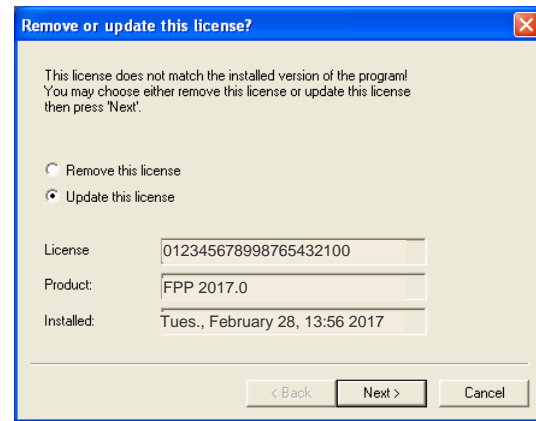 Remove or update this license?
This license does not match the installed version of the program!
You may choose either remove this license or update this license
then press 'Next'.
Remove this license
Update this license
License 012345678998765432100
Product: FPP 2017.0
Installed: Tues., February 28, 13:56 2017
< Back Next > Cancel